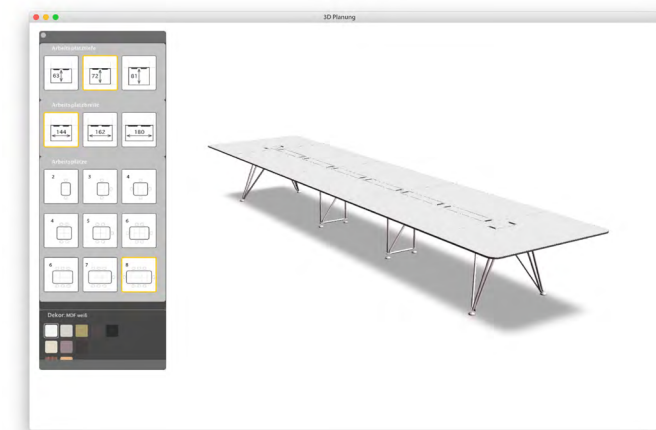 3D Planung
Arbeitsplatztiefe
63 72 81
Arbeitsplatzbreite
144 162 180
Arbeitsplätze
2 3 4
4 5 6
6 7 8
Dekor: MDF weiß